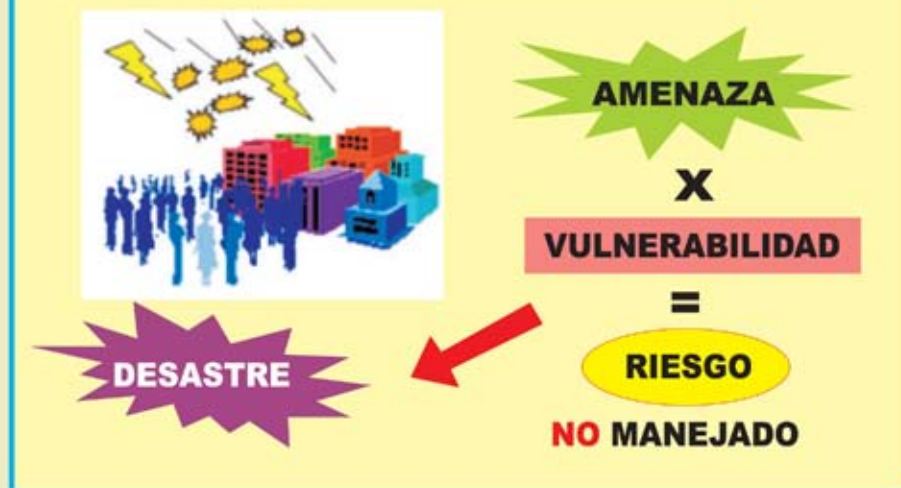 AMENAZA
X
VULNERABILIDAD
=
RIESGO
NO MANEJADO
DESASTRE